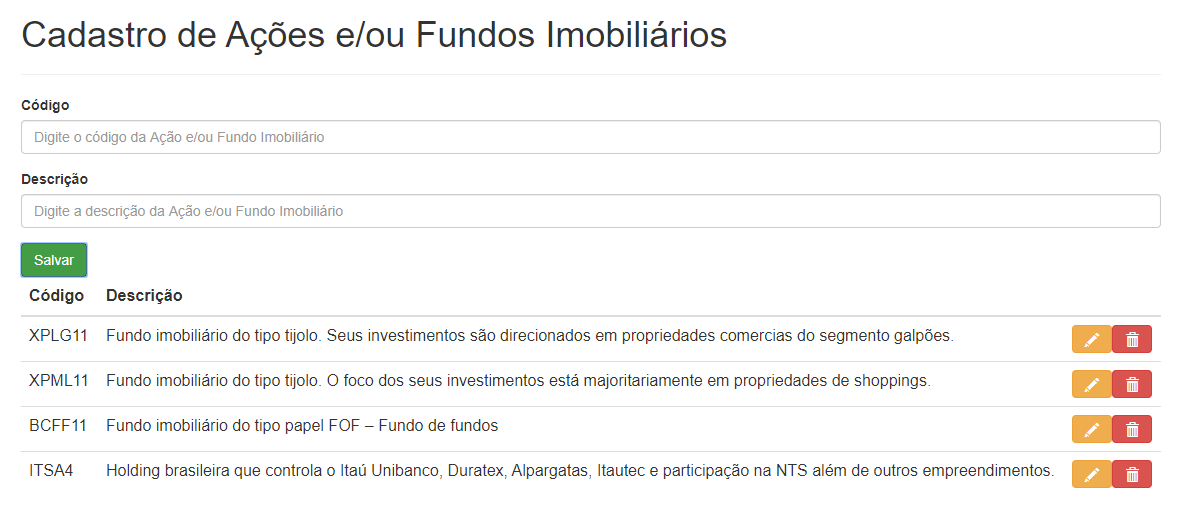 Cadastro de Ações e/ou Fundos Imobiliários
Código
Digite o código da Ação e/ou Fundo Imobiliário
Descrição
Digite a descrição da Ação e/ou Fundo Imobiliário
Salvar
Código Descrição
XPLG11 Fundo imobiliário do tipo tijolo. Seus investimentos são direcionados em propriedades comercias do segmento galpões.
XPML11 Fundo imobiliário do tipo tijolo. O foco dos seus investimentos está majoritariamente em propriedades de shoppings.
BCFF11 Fundo imobiliário do tipo papel FOF – Fundo de fundos
ITSA4 Holding brasileira que controla o Itaú Unibanco, Duratex, Alpargatas, Itautec e participação na NTS além de outros empreendimentos.